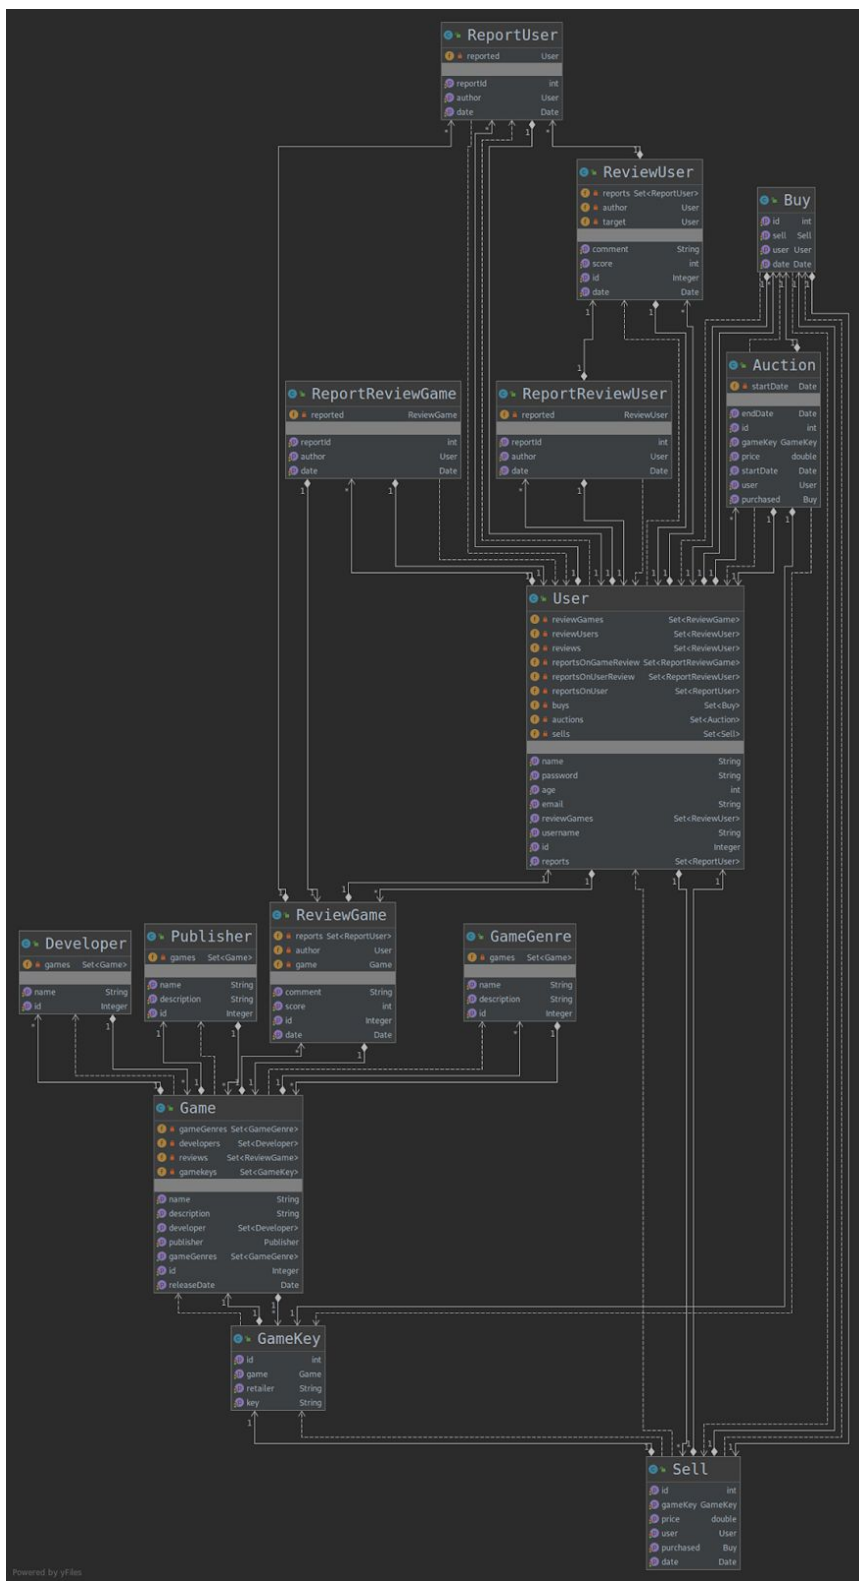 ReportUser
reported User
reportId int
author User
date Date
ReviewUser
reports Set<ReportUser>
author User
target User
comment String
score int
id Integer
date Date
Buy
id int
sell Sell
user User
date Date
Auction
startDate Date
endDate Date
id int
gameKey GameKey
price double
startDate Date
user User
purchased Buy
ReportReviewGame
reported ReviewGame
reportId int
author User
date Date
ReportReviewUser
reported ReviewUser
reportId int
author User
date Date
User
reviewGames Set<ReviewGame>
reviewUsers Set<ReviewUser>
reviews Set<ReviewUser>
reportsOnGameReview Set<ReportReviewGame>
reportsOnUserReview Set<ReportReviewUser>
reportsOnUser Set<ReportUser>
buys Set<Buy>
auctions Set<Auction>
sells Set<Sell>
name String
password String
age int
email String
reviewGames Set<ReviewUser>
username String
id Integer
reports Set<ReportUser>
ReviewGame
reports Set<ReportUser>
author User
game Game
comment String
score int
id Integer
date Date
Developer
games Set<Game>
name String
id Integer
Publisher
games Set<Game>
name String
description String
id Integer
GameGenre
games Set<Game>
name String
description String
id Integer
Game
gameGenres Set<GameGenre>
developers Set<Developer>
reviews Set<ReviewGame>
gamekeys Set<GameKey>
name String
description String
developer Set<Developer>
publisher Publisher
gameGenres Set<GameGenre>
id Integer
releaseDate Date
GameKey
id int
game Game
retailer String
key String
Sell
id int
gameKey GameKey
price double
user User
purchased Buy
date Date
Powered by yFiles